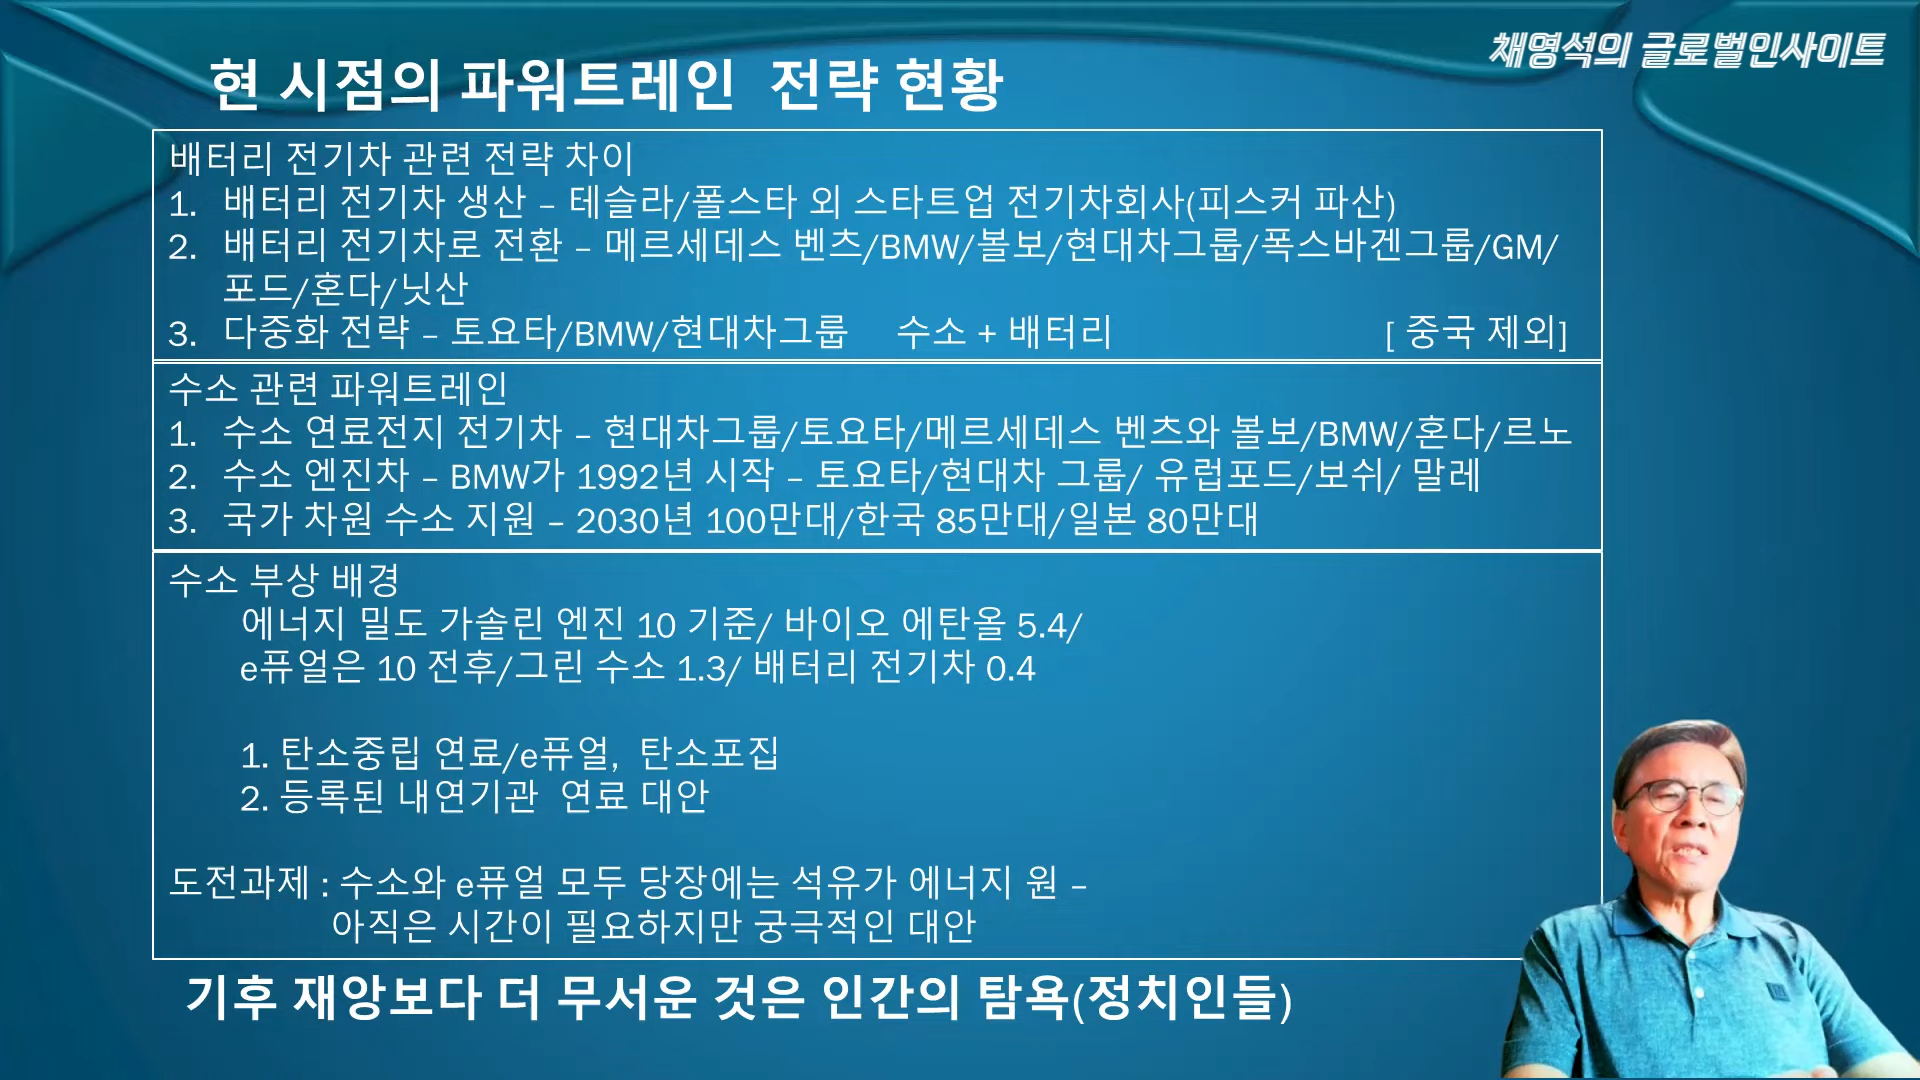 채영석의 글로벌인사이트
현 시점의 파워트레인 전략 현황
배터리 전기차 관련 전략 차이
1. 배터리 전기차 생산 – 테슬라/폴스타 외 스타트업 전기차회사(피스커 파산)
2. 배터리 전기차로 전환 – 메르세데스 벤츠/BMW/볼보/현대차그룹/폭스바겐그룹/GM/
포드/혼다/닛산
3. 다중화 전략 – 토요타/BMW/현대차그룹 수소 + 배터리 [ 중국 제외]
수소 관련 파워트레인
1. 수소 연료전지 전기차 – 현대차그룹/토요타/메르세데스 벤츠와 볼보/BMW/혼다/르노
2. 수소 엔진차 – BMW가 1992년 시작 – 토요타/현대차 그룹/ 유럽포드/보쉬/ 말레
3. 국가 차원 수소 지원 – 2030년 100만대/한국 85만대/일본 80만대
수소 부상 배경
에너지 밀도 가솔린 엔진 10 기준/ 바이오 에탄올 5.4/
e퓨얼은 10 전후/그린 수소 1.3/ 배터리 전기차 0.4
1. 탄소중립 연료/e퓨얼, 탄소포집
2. 등록된 내연기관 연료 대안
도전과제 : 수소와 e퓨얼 모두 당장에는 석유가 에너지 원 –
아직은 시간이 필요하지만 궁극적인 대안
기후 재앙보다 더 무서운 것은 인간의 탐욕(정치인들)